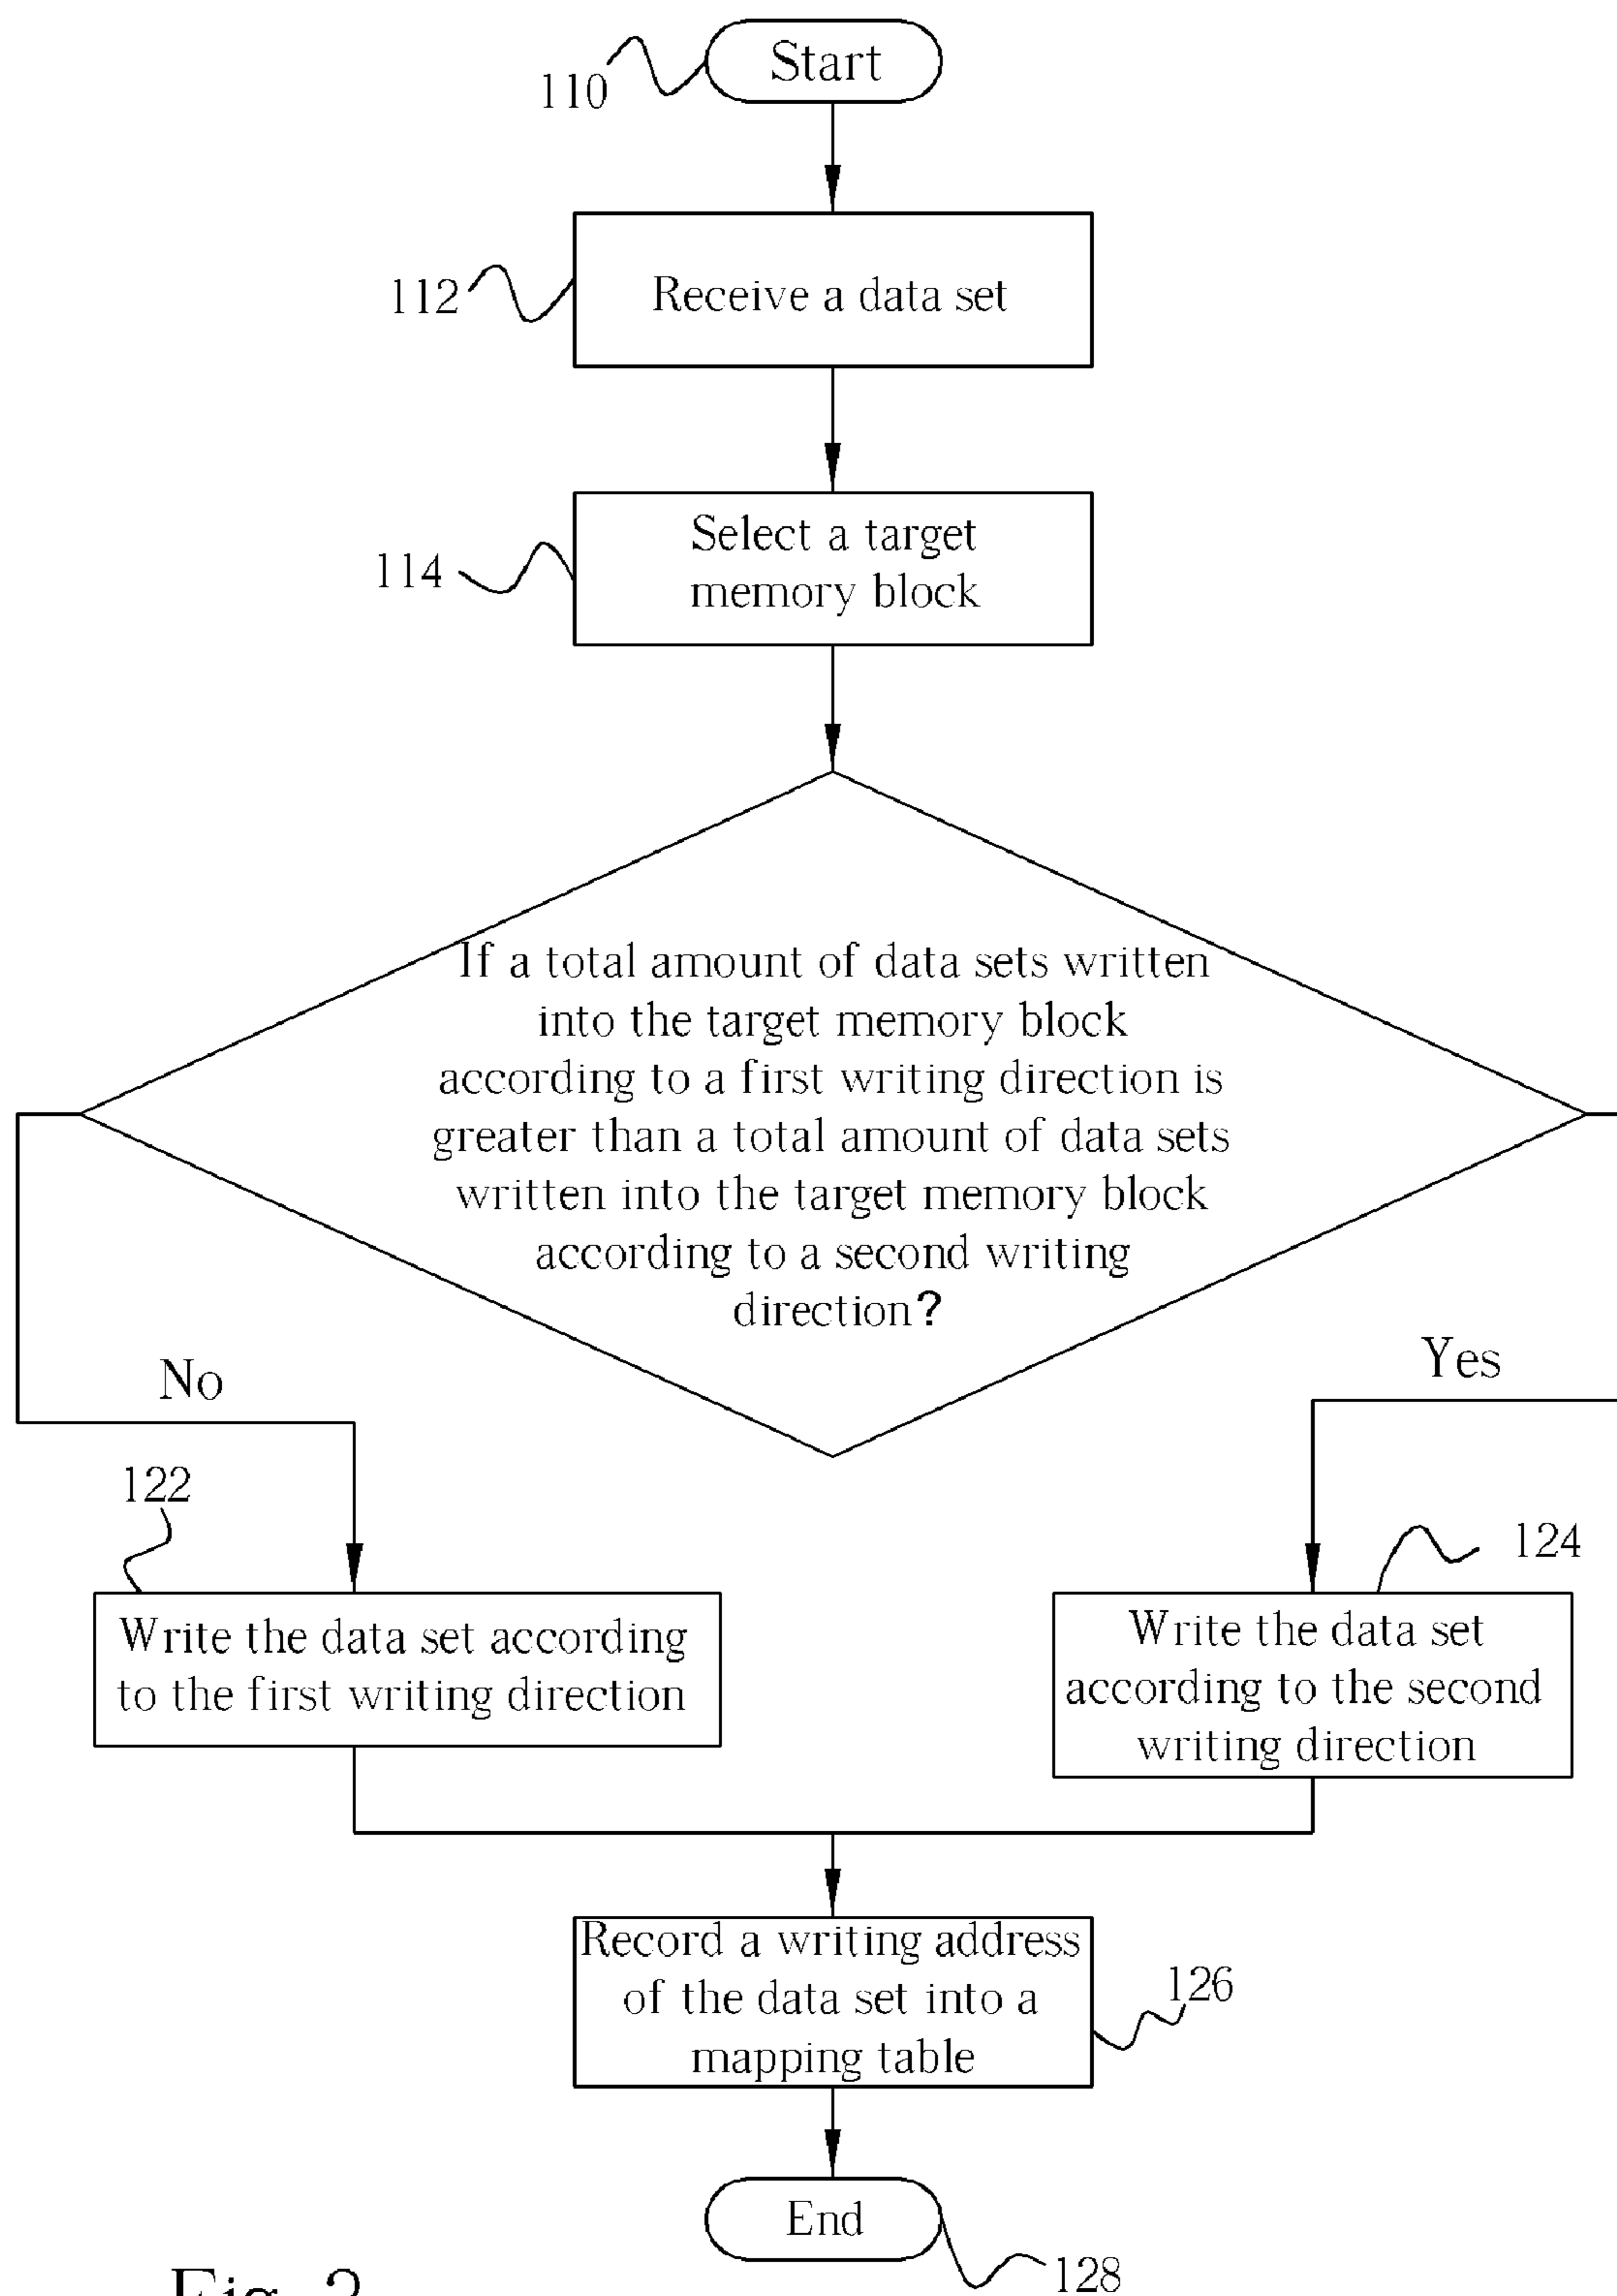 Start
110
112
Receive a data set
114
Select a target
memory block
If a total amount of data sets written
into the target memory block
according to a first writing direction is
greater than a total amount of data sets
written into the target memory block
according to a second writing
direction?
No
Yes
122
124
Write the data set according
to the first writing direction
Write the data set
according to the second
writing direction
Record a writing address
of the data set into a
mapping table
126
End
128
Fig. 2